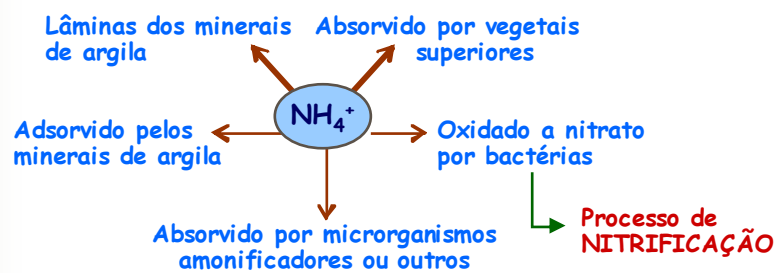 Lâminas dos minerais
de argila
Absorvido por vegetais
superiores
NH₄⁺
Adsorvido pelos
minerais de argila
Oxidado a nitrato
por bactérias
Absorvido por microrganismos
amonificadores ou outros
Processo de
NITRIFICAÇÃO